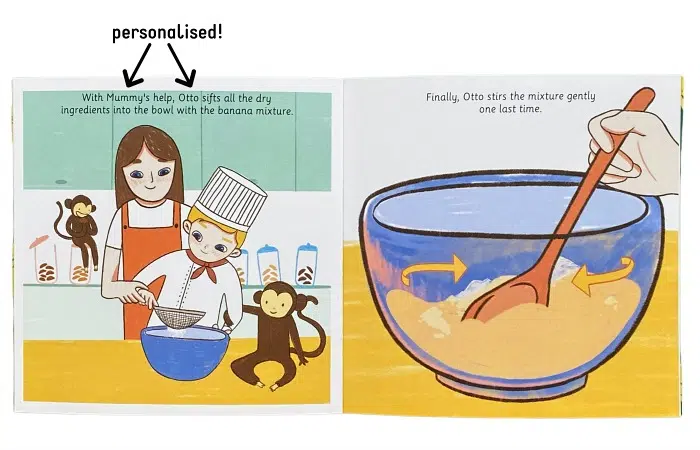 personalised!
With Mummy's help, Otto sifts all the dry
ingredients into the bowl with the banana mixture.
Finally, Otto stirs the mixture gently
one last time.